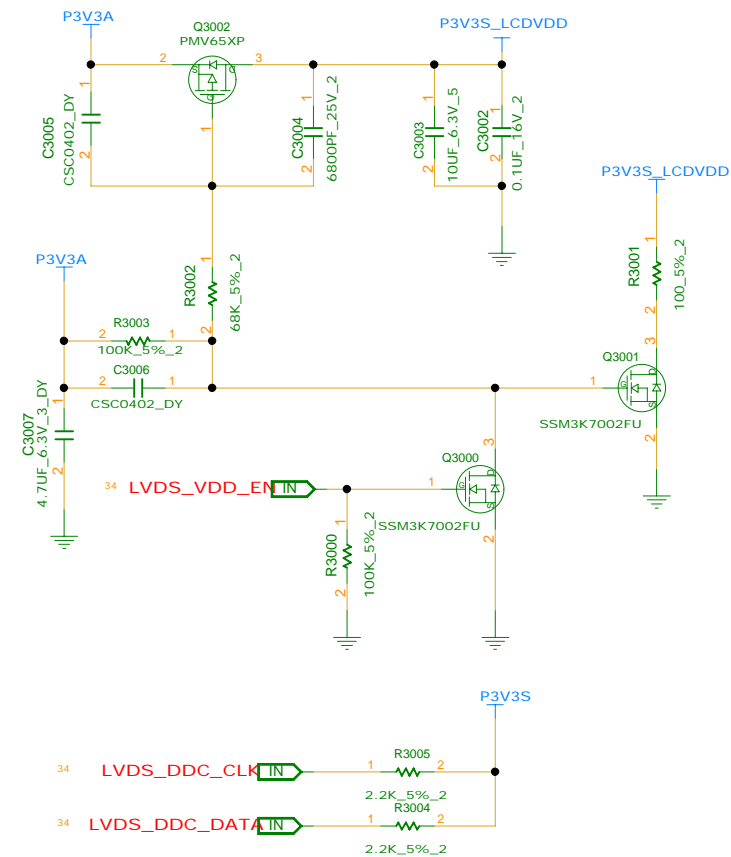 P3V3A
Q3002
PMV65XP
P3V3S_LCDVDD
2
3
S
D
G
1
1
C3005
CSC0402_DY
2
1
C3004
6800PF_25V_2
2
1
C3003
10UF_6.3V_5
2
1
C3002
0.1UF_16V_2
2
P3V3S_LCDVDD
1
R3001
100_5%_2
2
P3V3A
1
R3002
68K_5%_2
2
R3003
2
1
100K_5%_2
C3006
2
1
CSC0402_DY
1
C3007
4.7UF_6.3V_3_DY
2
3
Q3001
1
G
D
S
SSM3K7002FU
2
3
Q3000
34
LVDS_VDD_EN
IN
1
G
D
S
SSM3K7002FU
2
1
R3000
100K_5%_2
2
P3V3S
34
LVDS_DDC_CLK
IN
1
R3005
2
2.2K_5%_2
34
LVDS_DDC_DATA
IN
1
R3004
2
2.2K_5%_2